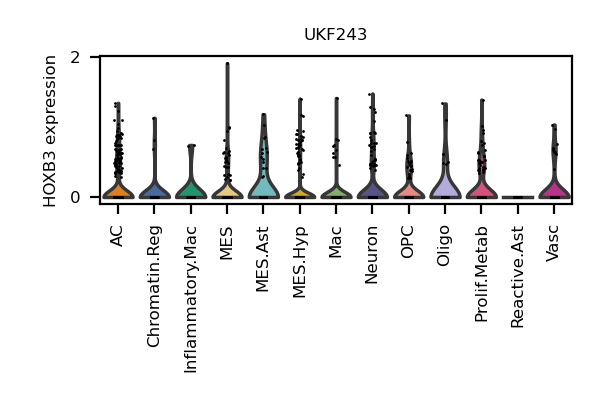 UKF243
HOXB3 expression
2
0
AC
Chromatin.Reg
Inflammatory.Mac
MES
MES.Ast
MES.Hyp
Mac
Neuron
OPC
Oligo
Prolif.Metab
Reactive.Ast
Vasc